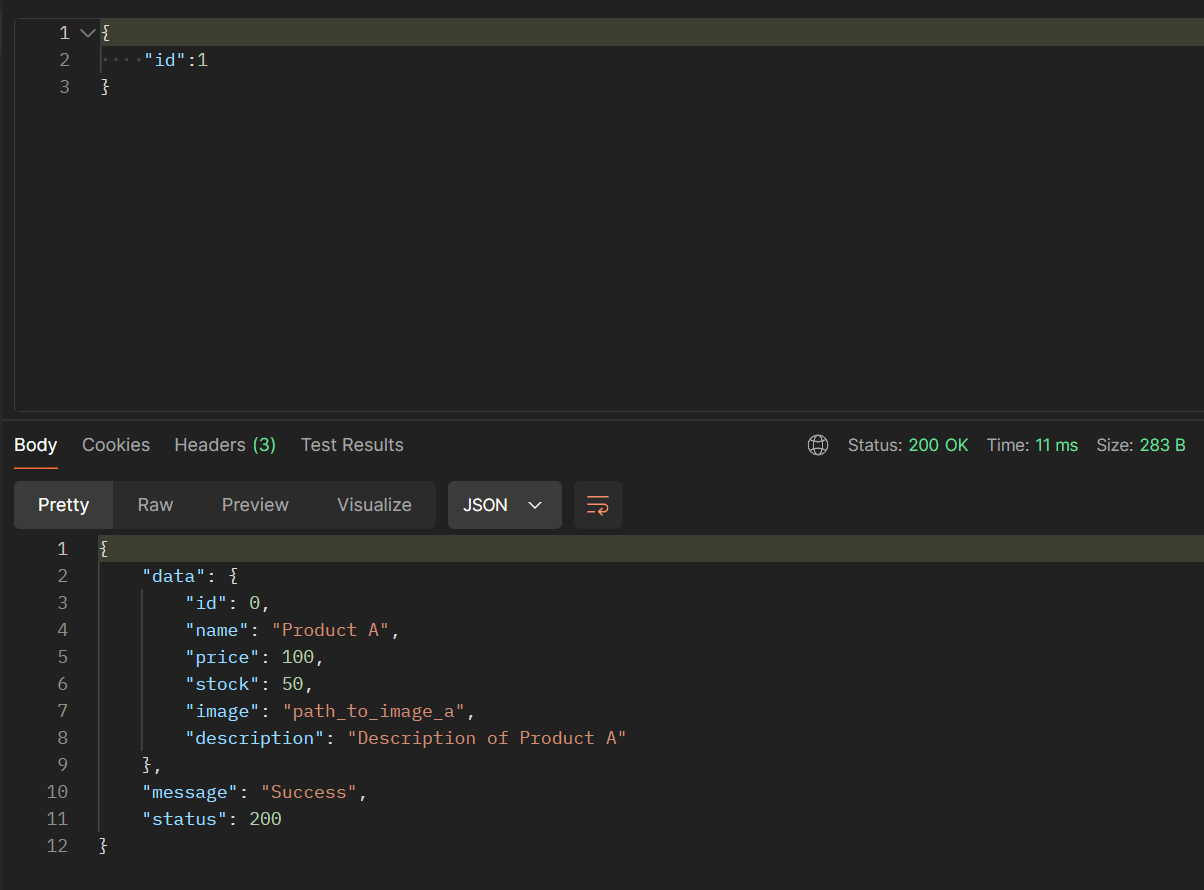 1 {
2 ····"id":1
3 }
Body Cookies Headers (3) Test Results Status: 200 OK Time: 11 ms Size: 283 B
Pretty Raw Preview Visualize JSON
1 {
2     "data": {
3         "id": 0,
4         "name": "Product A",
5         "price": 100,
6         "stock": 50,
7         "image": "path_to_image_a",
8         "description": "Description of Product A"
9     },
10     "message": "Success",
11     "status": 200
12 }